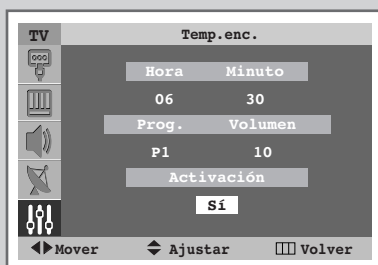 TV Temp.enc.
Hora Minuto
06 30
Prog. Volumen
P1 10
Activación
Sí
Mover Ajustar Volver